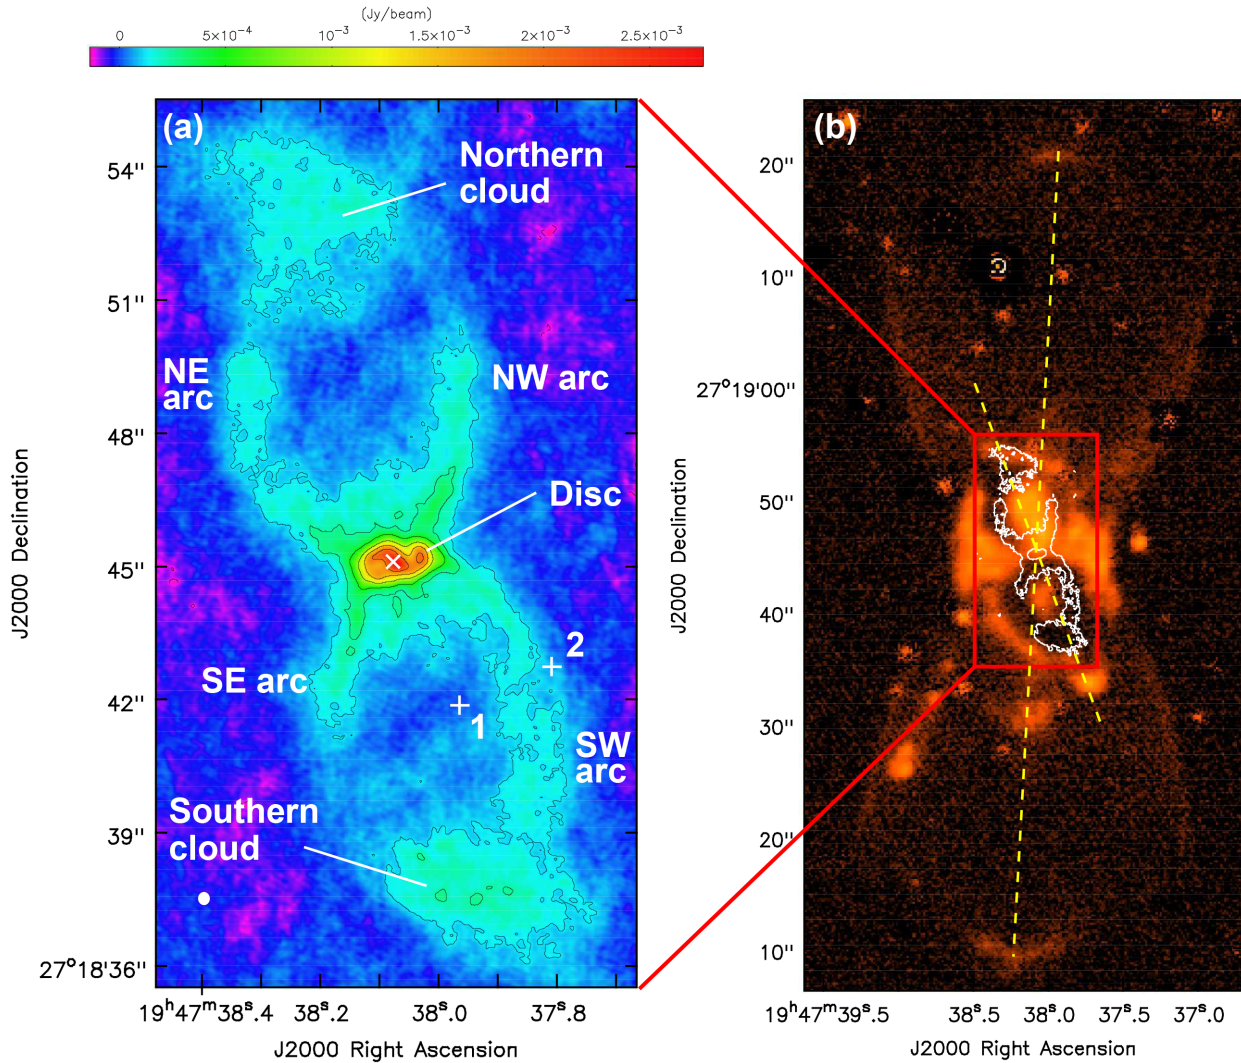 (Jy/beam)
0 5×10⁻⁴ 10⁻³ 1.5×10⁻³ 2×10⁻³ 2.5×10⁻³
(a)
Northern
cloud
NE
arc
NW arc
Disc
SE arc
2
1
SW
arc
Southern
cloud
54''
51''
48''
45''
42''
39''
27°18'36''
J2000 Declination
19ʰ47ᵐ38ˢ.4 38ˢ.2 38ˢ.0 37ˢ.8
J2000 Right Ascension
(b)
20''
10''
27°19'00''
50''
40''
30''
20''
10''
J2000 Declination
19ʰ47ᵐ39ˢ.5 38ˢ.5 38ˢ.0 37ˢ.5 37ˢ.0
J2000 Right Ascension